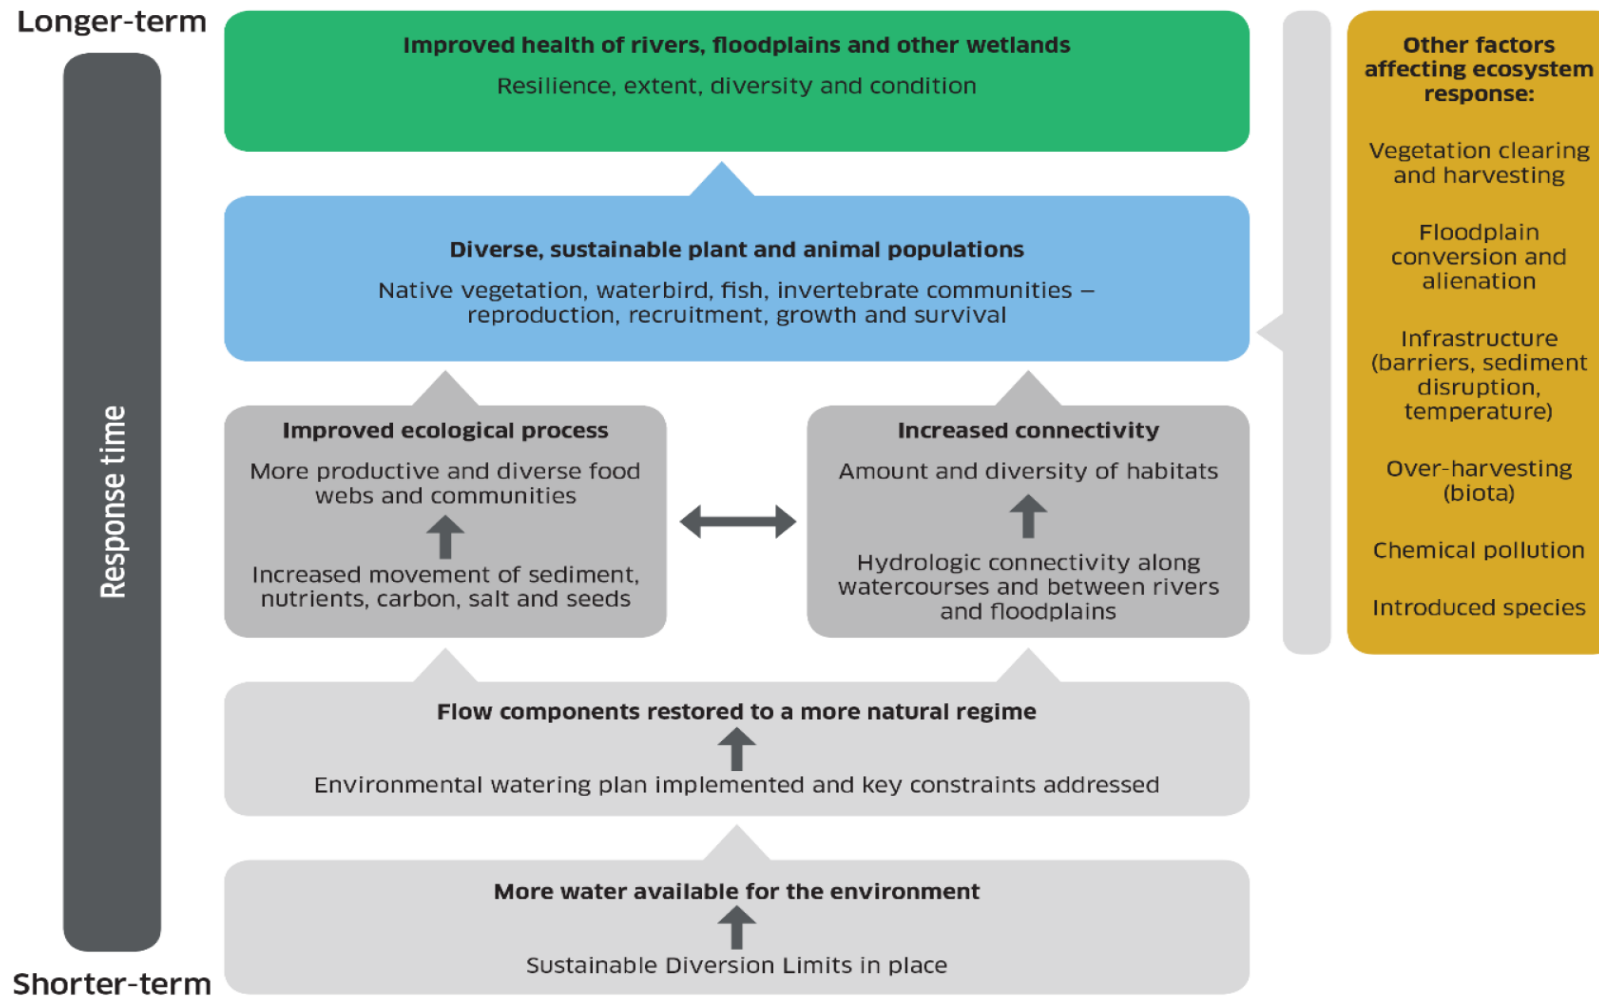 Longer-term
Response time
Shorter-term
Improved health of rivers, floodplains and other wetlands
Resilience, extent, diversity and condition
Diverse, sustainable plant and animal populations
Native vegetation, waterbird, fish, invertebrate communities –
reproduction, recruitment, growth and survival
Improved ecological process
More productive and diverse food
webs and communities
Increased movement of sediment,
nutrients, carbon, salt and seeds
Increased connectivity
Amount and diversity of habitats
Hydrologic connectivity along
watercourses and between rivers
and floodplains
Flow components restored to a more natural regime
Environmental watering plan implemented and key constraints addressed
More water available for the environment
Sustainable Diversion Limits in place
Other factors
affecting ecosystem
response:
Vegetation clearing
and harvesting
Floodplain
conversion and
alienation
Infrastructure
(barriers, sediment
disruption,
temperature)
Over-harvesting
(biota)
Chemical pollution
Introduced species